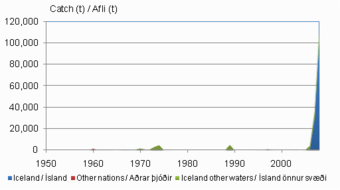 Catch (t) / Afli (t)
120,000
100,000
80,000
60,000
40,000
20,000
0
1950 1960 1970 1980 1990 2000
Iceland / Ísland Other nations / Aðrar þjóðir Iceland other waters / Ísland önnur svæði